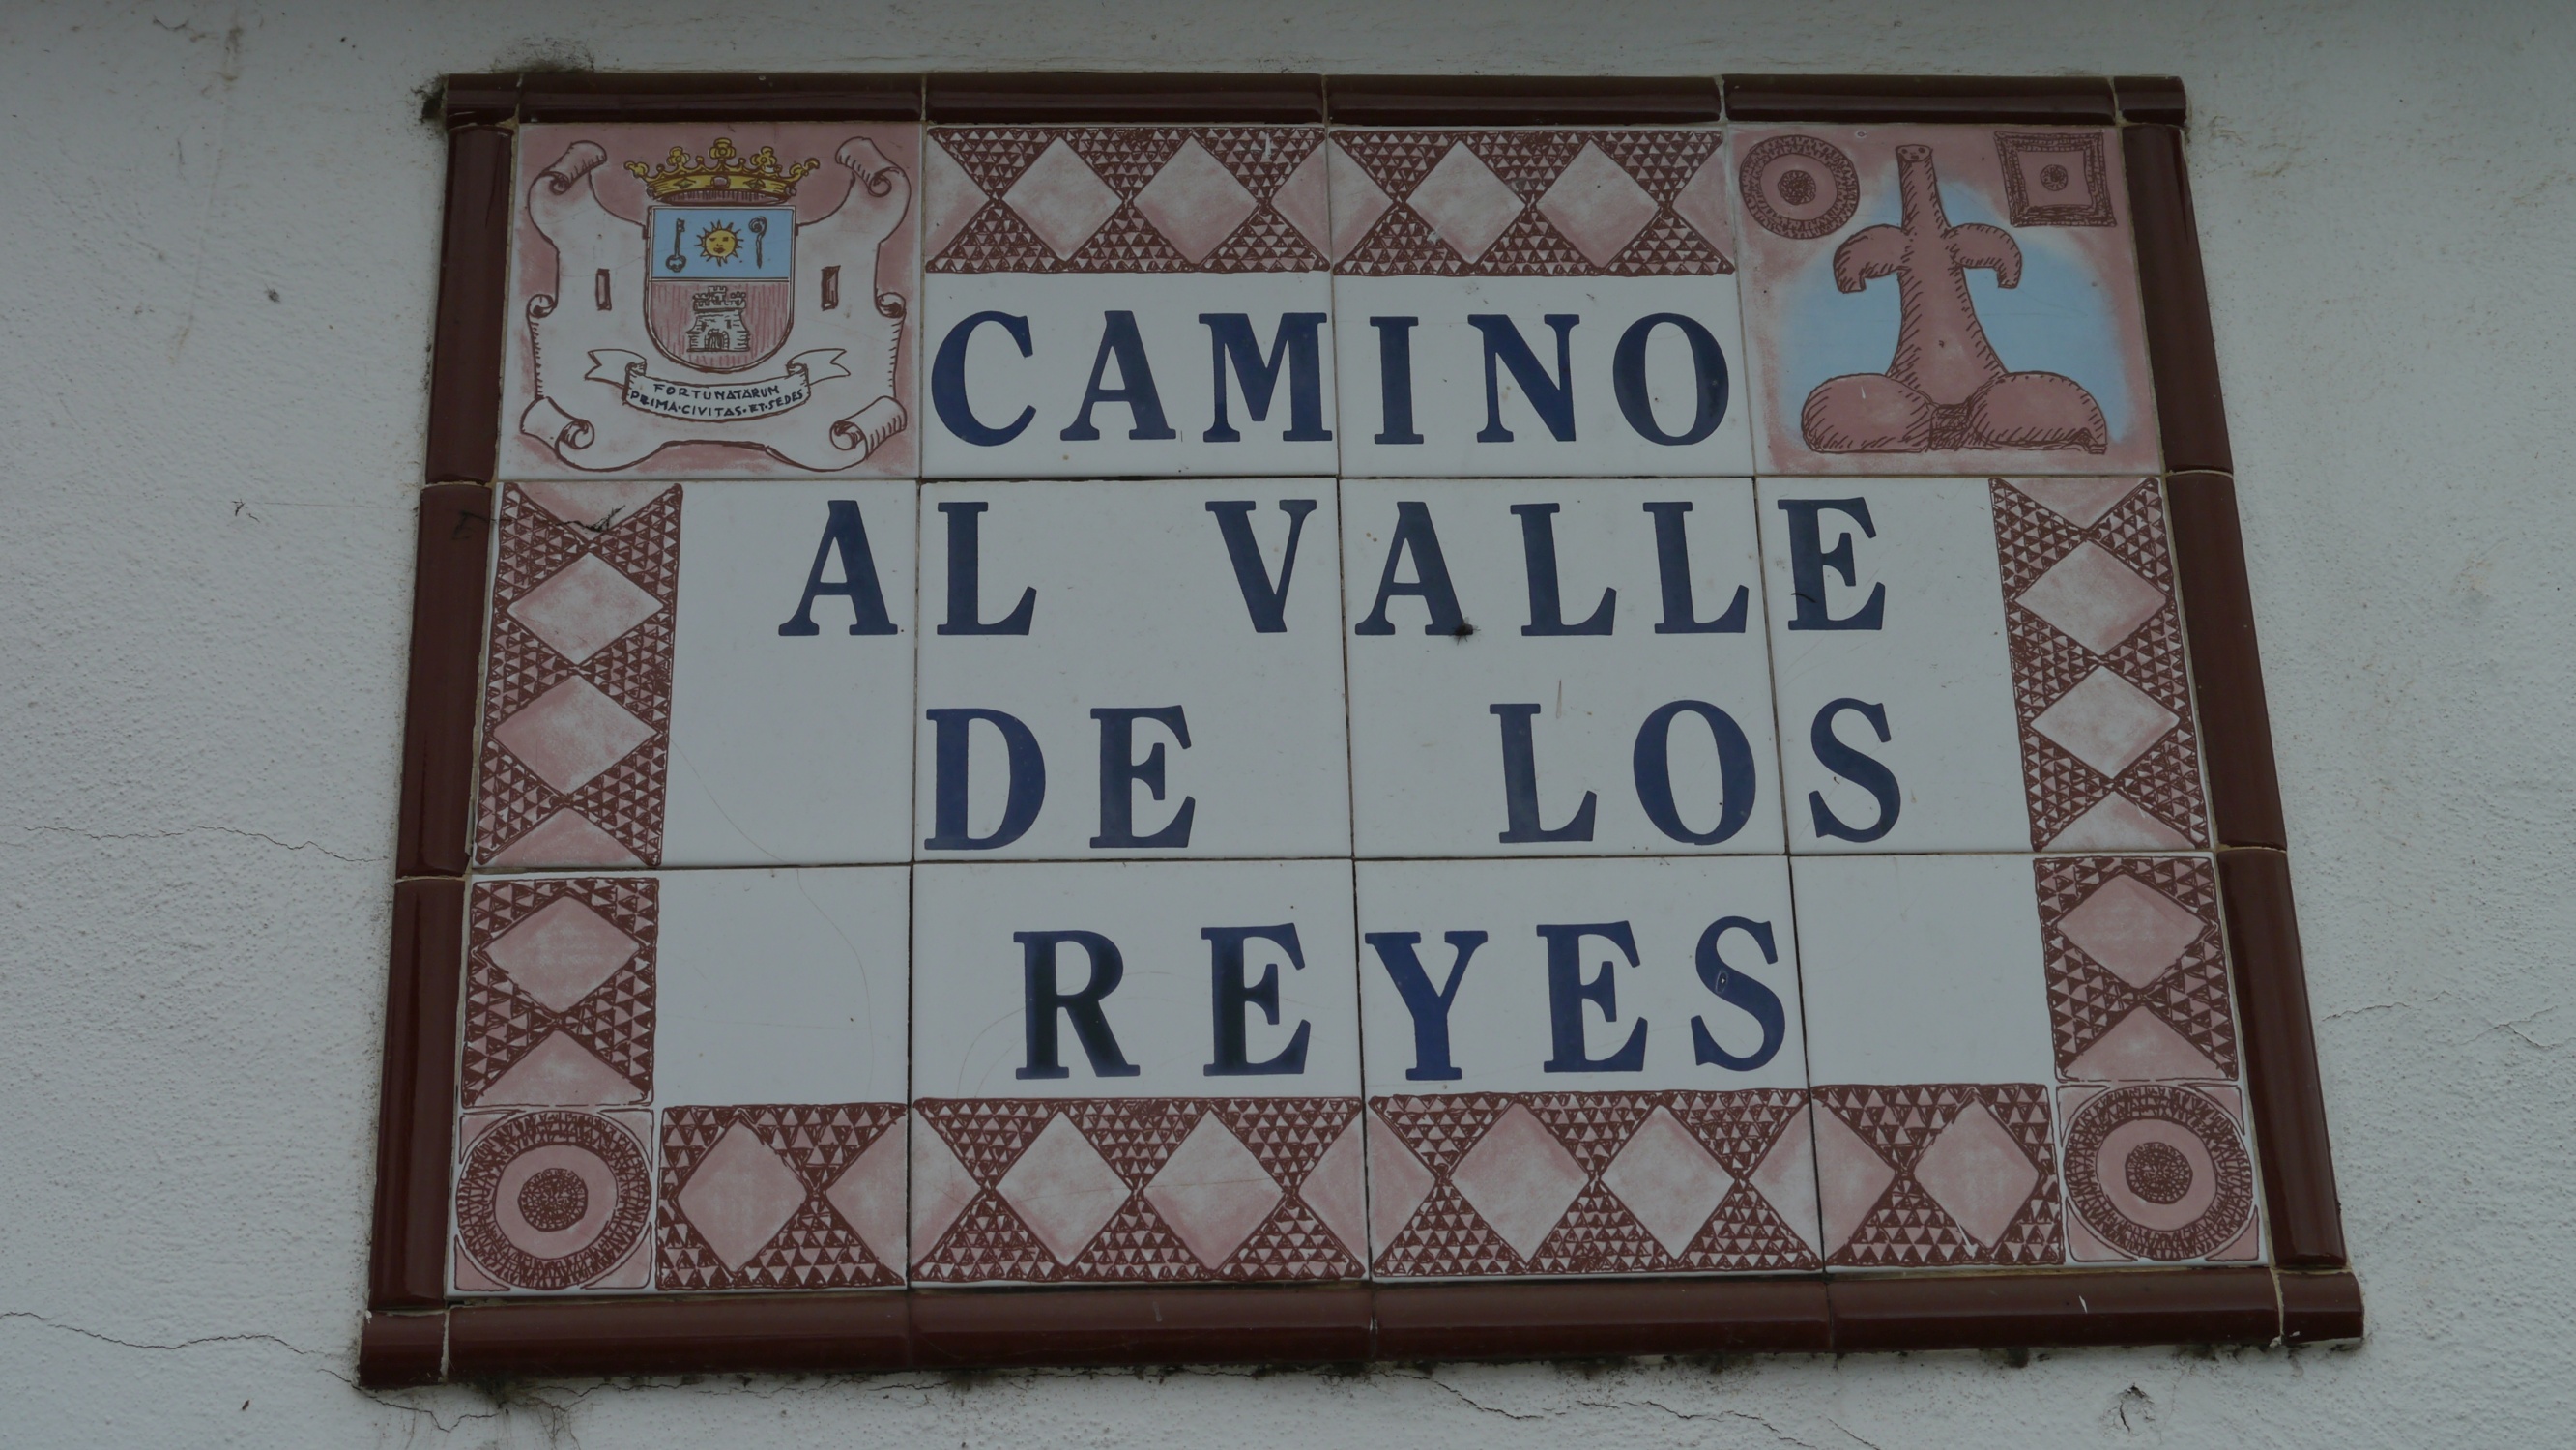 FORTUNATARUM
PRIMA·CIVITAS·ET·SEDES
CAMINO
AL VALLE
DE LOS
REYES